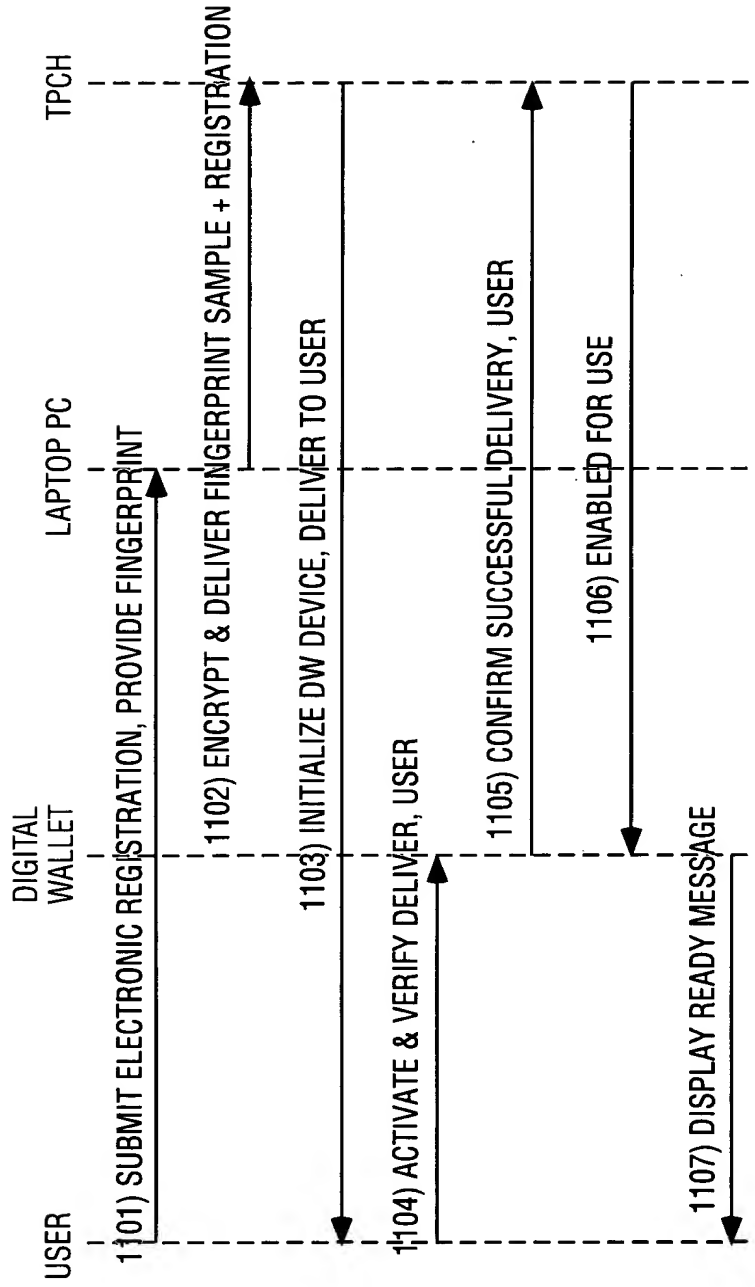 USER
DIGITAL
WALLET
LAPTOP PC
TPCH
1101) SUBMIT ELECTRONIC REGISTRATION, PROVIDE FINGERPRINT
1102) ENCRYPT & DELIVER FINGERPRINT SAMPLE + REGISTRATION
1103) INITIALIZE DW DEVICE, DELIVER TO USER
1104) ACTIVATE & VERIFY DELIVER, USER
1105) CONFIRM SUCCESSFUL DELIVERY, USER
1106) ENABLED FOR USE
1107) DISPLAY READY MESSAGE